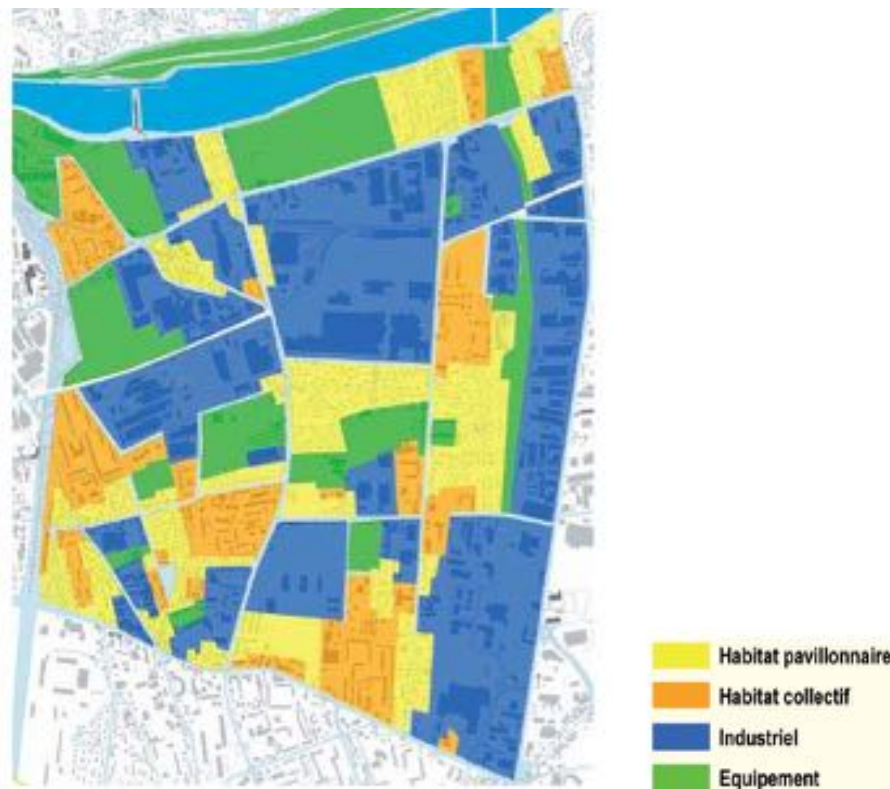 Habitat pavillonnaire
Habitat collectif
Industriel
Equipement